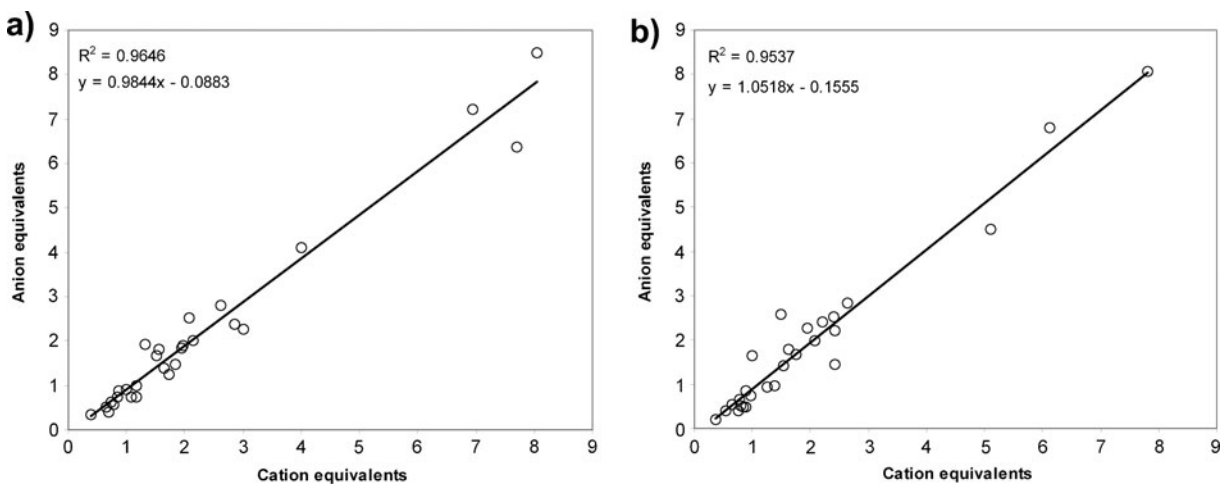 a)
R² = 0.9646
y = 0.9844x - 0.0883
Anion equivalents
9
8
7
6
5
4
3
2
1
0
0 1 2 3 4 5 6 7 8 9
Cation equivalents
b)
R² = 0.9537
y = 1.0518x - 0.1555
Anion equivalents
9
8
7
6
5
4
3
2
1
0
0 1 2 3 4 5 6 7 8 9
Cation equivalents